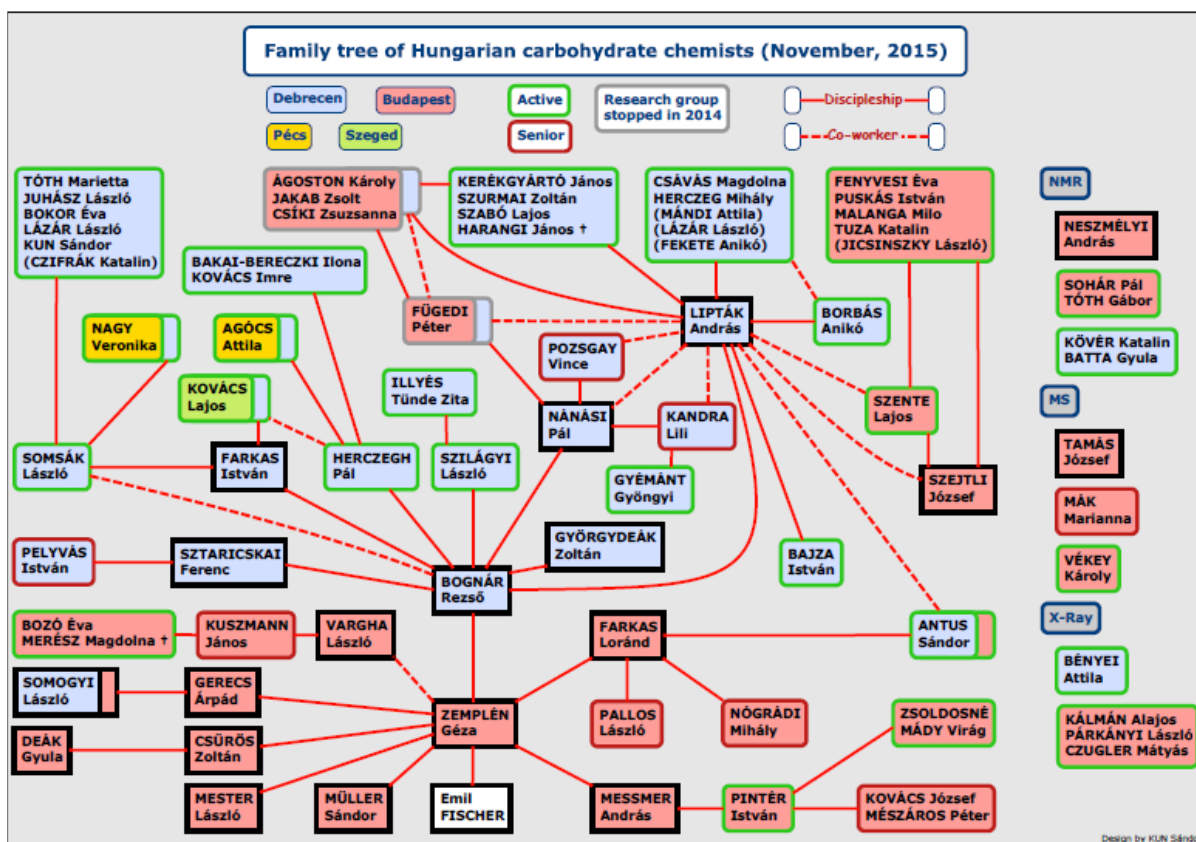 Family tree of Hungarian carbohydrate chemists (November, 2015)
Debrecen
Budapest
Active
Research group
stopped in 2014
Discipleship
Pécs
Szeged
Senior
Co-worker
TÓTH Marietta
JUHÁSZ László
BOKOR Éva
LÁZÁR László
KUN Sándor
(CZIFRÁK Katalin)
ÁGOSTON Károly
JAKAB Zsolt
CSÍKI Zsuzsanna
KERÉKGYÁRTÓ János
SZURMAI Zoltán
SZABÓ Lajos
HARANGI János †
CSÁVÁS Magdolna
HERCZEG Mihály
(MÁNDI Attila)
(LÁZÁR László)
(FEKETE Anikó)
FENYVESI Éva
PUSKÁS István
MALANGA Milo
TUZA Katalin
(JICSINSZKY László)
NMR
NESZMÉLYI
András
BAKAI-BERECZKI Ilona
KOVÁCS Imre
SOHÁR Pál
TÓTH Gábor
NAGY
Veronika
AGÓCS
Attila
FÜGEDI
Péter
LIPTÁK
András
BORBÁS
Anikó
KÖVÉR Katalin
BATTA Gyula
POZSGAY
Vince
KOVÁCS
Lajos
ILLYÉS
Tünde Zita
NÁNÁSI
Pál
KANDRA
Lili
SZENTE
Lajos
MS
SOMSÁK
László
FARKAS
István
HERCZEGH
Pál
SZILÁGYI
László
GYÉMÁNT
Gyöngyi
SZEJTLI
József
TAMÁS
József
MÁK
Marianna
PELYVÁS
István
SZTARICSKAI
Ferenc
BOGNÁR
Rezső
GYÖRGYDEÁK
Zoltán
BAJZA
István
VÉKEY
Károly
BOZÓ Éva
MERÉSZ Magdolna †
KUSZMANN
János
VARGHA
László
FARKAS
Loránd
ANTUS
Sándor
X-Ray
SOMOGYI
László
GERECS
Árpád
BÉNYEI
Attila
ZEMPLÉN
Géza
PALLOS
László
NÓGRÁDI
Mihály
ZSOLDOSNÉ
MÁDY Virág
KÁLMÁN Alajos
PÁRKÁNYI László
CZUGLER Mátyás
DEÁK
Gyula
CSŰRÖS
Zoltán
MESTER
László
MÜLLER
Sándor
Emil
FISCHER
MESSMER
András
PINTÉR
István
KOVÁCS József
MÉSZÁROS Péter
Design by KUN Sándor